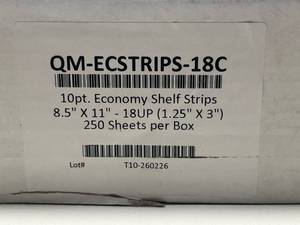 QM-ECSTRIPS-18C
10pt. Economy Shelf Strips
8.5" X 11" - 18UP (1.25" X 3")
250 Sheets per Box
Lot# T10-260226